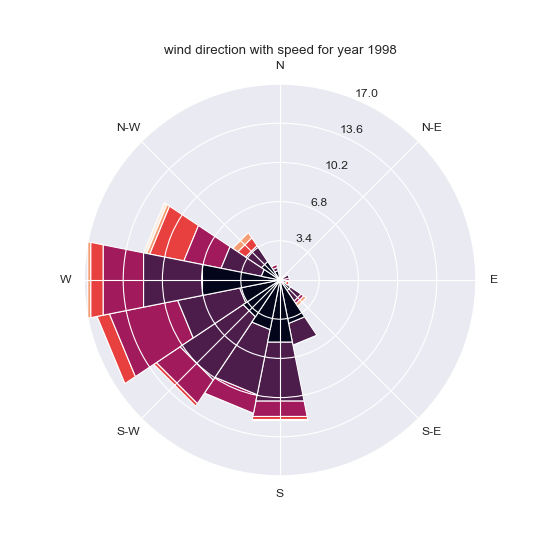 wind direction with speed for year 1998
N
17.0
N-W
N-E
13.6
10.2
6.8
3.4
W
E
S-W
S-E
S